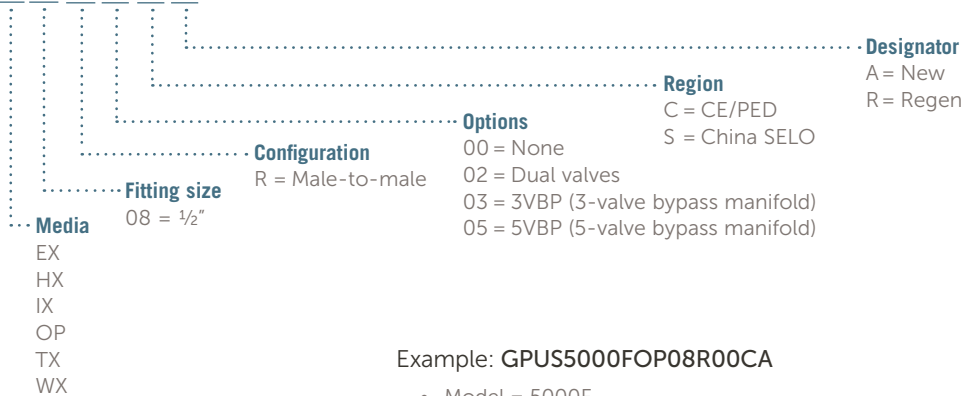 Designator
A = New
R = Regen
Region
C = CE/PED
S = China SELO
Options
00 = None
02 = Dual valves
03 = 3VBP (3-valve bypass manifold)
05 = 5VBP (5-valve bypass manifold)
Configuration
R = Male-to-male
Fitting size
08 = ½"
Media
EX
HX
IX
OP
TX
WX
Example: GPUS5000FOP08R00CA
• Model = 5000F